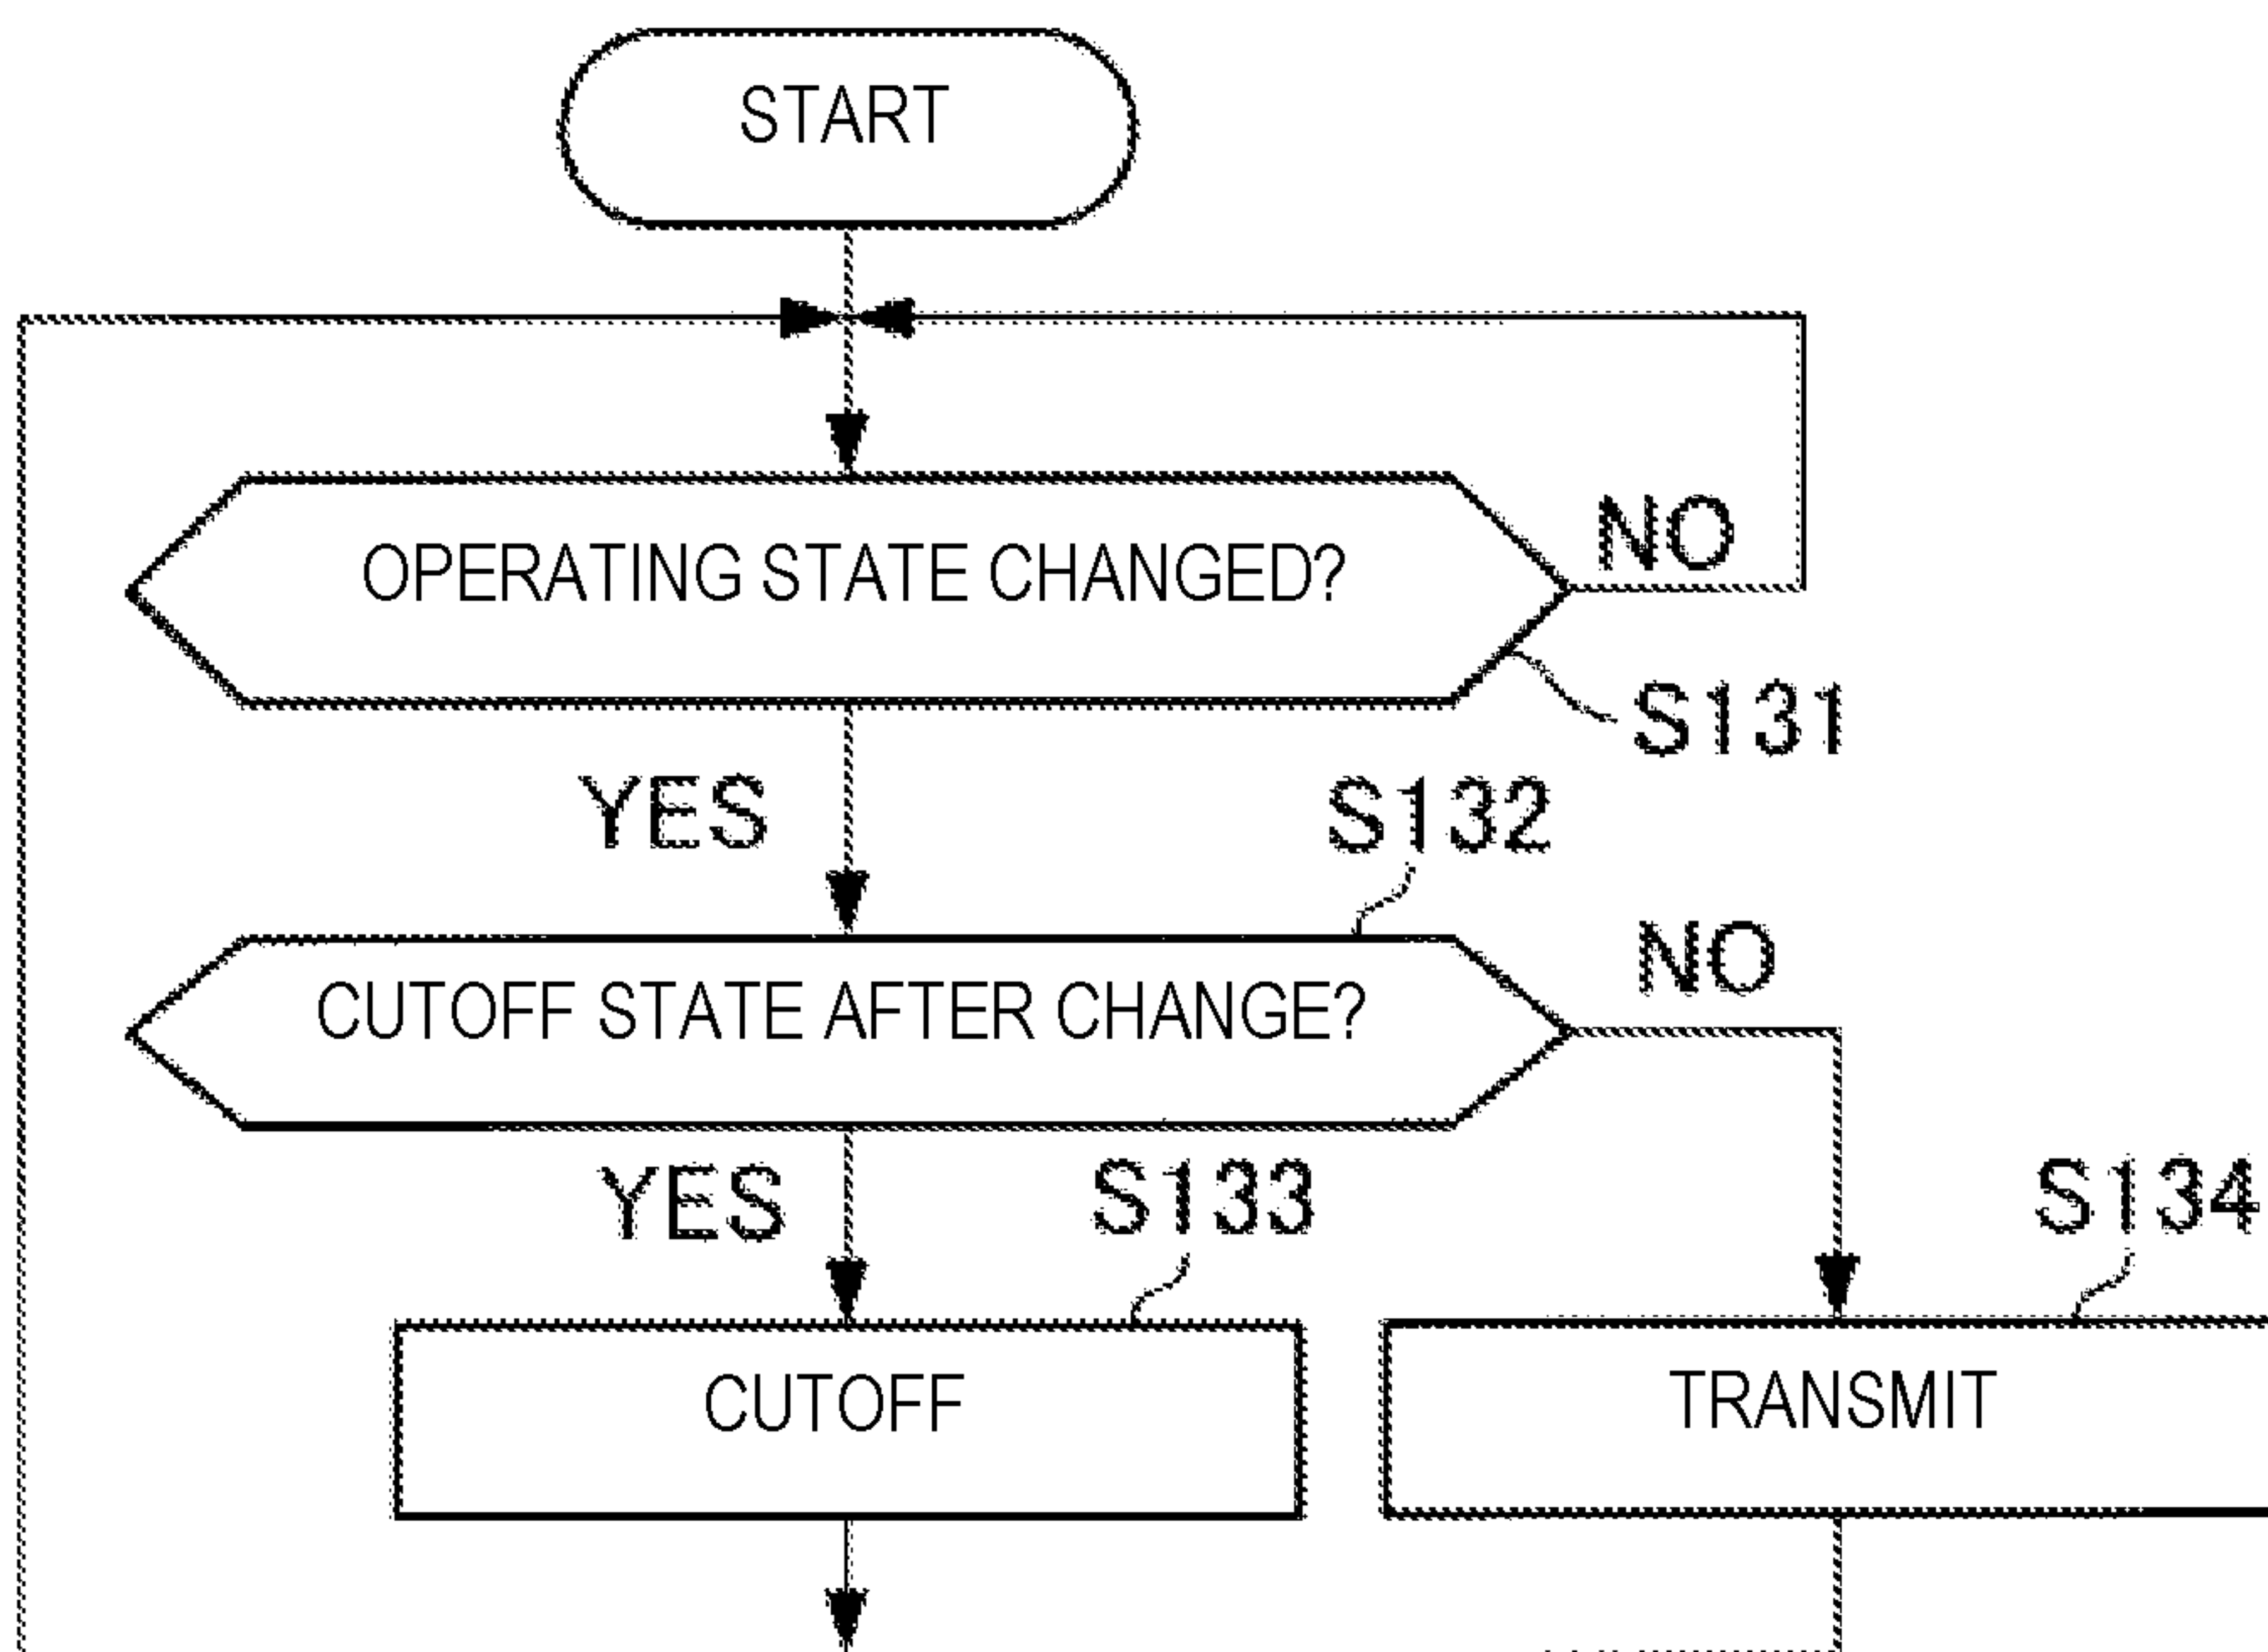 START
OPERATING STATE CHANGED?
NO
S131
YES
S132
CUTOFF STATE AFTER CHANGE?
NO
YES
S133
S134
CUTOFF
TRANSMIT